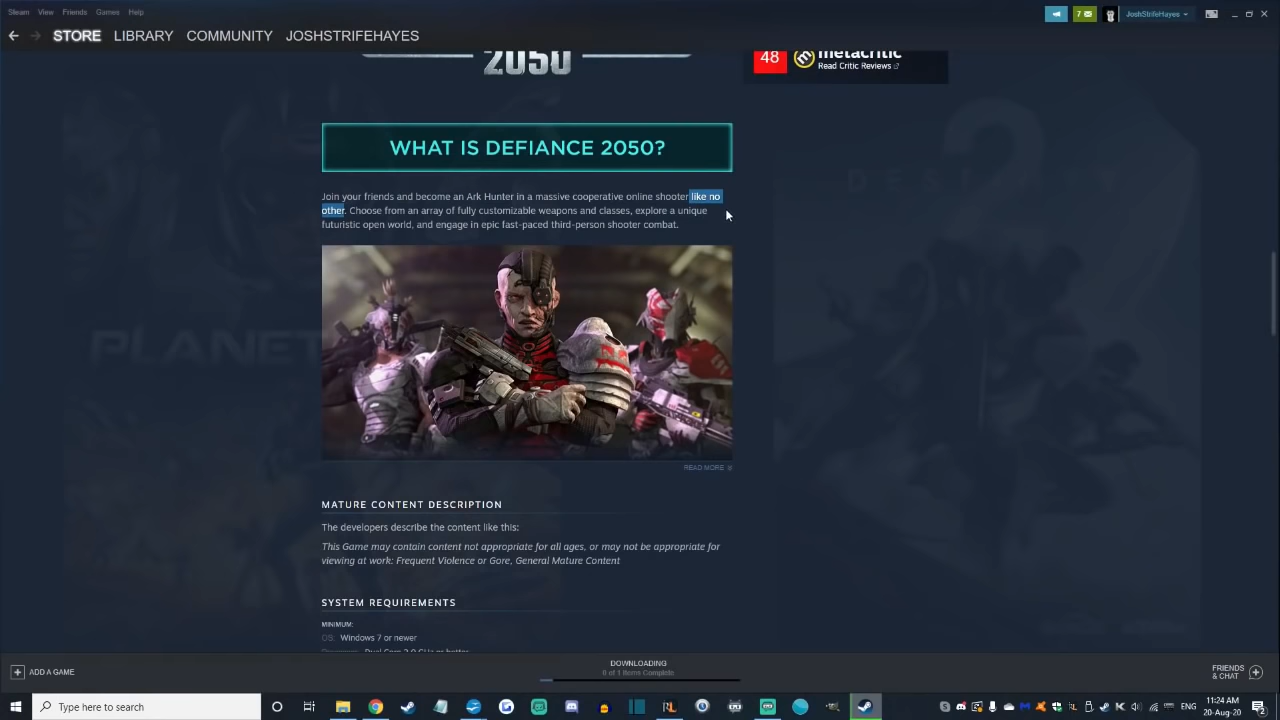 Steam View Friends Games Help
7
JoshStrifeHayes
STORE LIBRARY COMMUNITY JOSHSTRIFEHAYES
2050
48 metacritic
Read Critic Reviews
WHAT IS DEFIANCE 2050?
Join your friends and become an Ark Hunter in a massive cooperative online shooter like no
other. Choose from an array of fully customizable weapons and classes, explore a unique
futuristic open world, and engage in epic fast-paced third-person shooter combat.
PLANET
READ MORE
MATURE CONTENT DESCRIPTION
The developers describe the content like this:
This Game may contain content not appropriate for all ages, or may not be appropriate for
viewing at work: Frequent Violence or Gore, General Mature Content
SYSTEM REQUIREMENTS
MINIMUM:
OS: Windows 7 or newer
ADD A GAME
DOWNLOADING
0 of 1 Items Complete
FRIENDS
& CHAT
Type here to search
ENG
11:24 AM
20-Aug-20